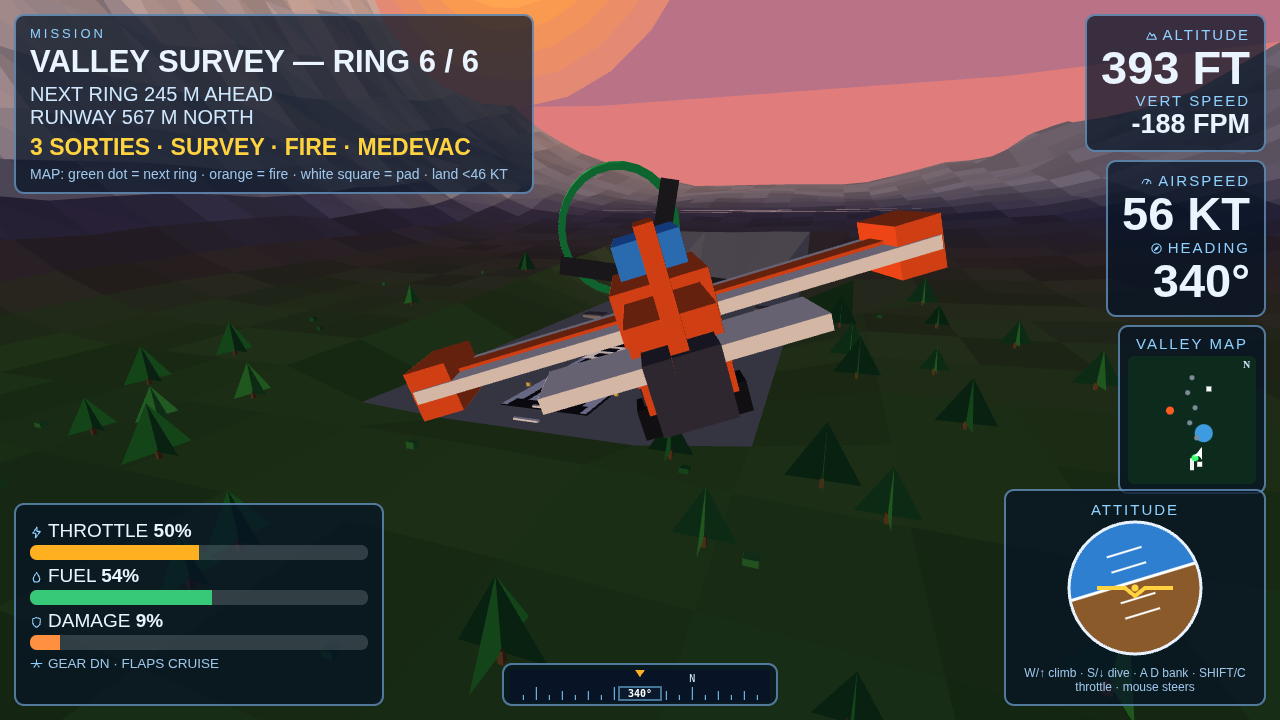 MISSION
VALLEY SURVEY — RING 6 / 6
NEXT RING 245 M AHEAD
RUNWAY 567 M NORTH
3 SORTIES · SURVEY · FIRE · MEDEVAC
MAP: green dot = next ring · orange = fire · white square = pad · land <46 KT
ALTITUDE
393 FT
VERT SPEED
-188 FPM
AIRSPEED
56 KT
HEADING
340°
VALLEY MAP
N
THROTTLE 50%
FUEL 54%
DAMAGE 9%
GEAR DN · FLAPS CRUISE
N
340°
ATTITUDE
W/↑ climb · S/↓ dive · A D bank · SHIFT/C
throttle · mouse steers